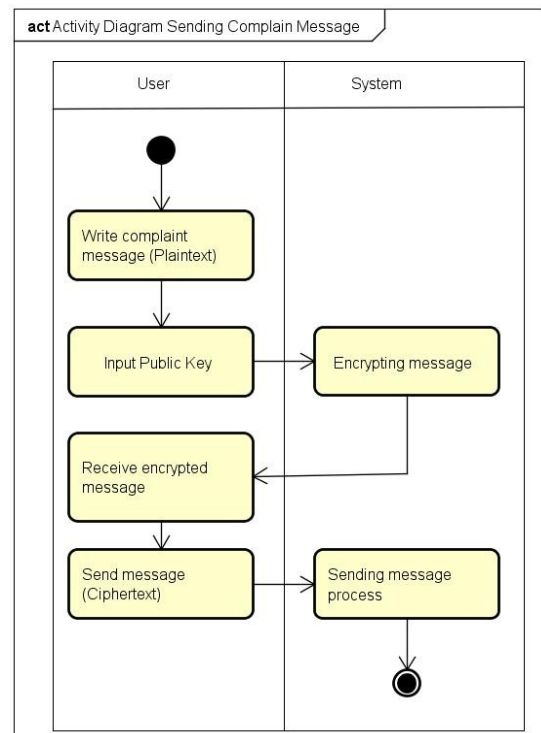 act Activity Diagram Sending Complain Message
User
System
Write complaint
message (Plaintext)
Input Public Key
Encrypting message
Receive encrypted
message
Send message
(Ciphertext)
Sending message
process